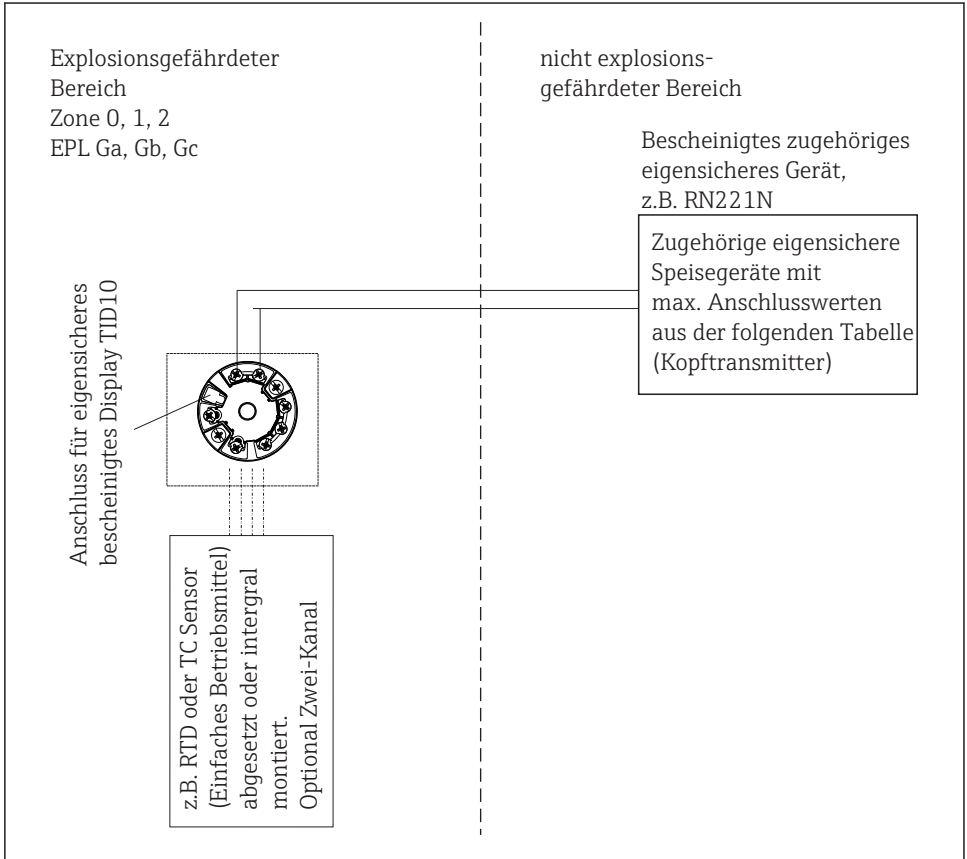 Explosionsgefährdeter
Bereich
Zone 0, 1, 2
EPL Ga, Gb, Gc
nicht explosions-
gefährdeter Bereich
Bescheinigtes zugehöriges
eigensicheres Gerät,
z.B. RN221N
Zugehörige eigensichere
Speisegeräte mit
max. Anschlusswerten
aus der folgenden Tabelle
(Kopftransmitter)
Anschluss für eigensicheres
bescheinigtes Display TID10
z.B. RTD oder TC Sensor
(Einfaches Betriebsmittel)
abgesetzt oder intergral
montiert.
Optional Zwei-Kanal